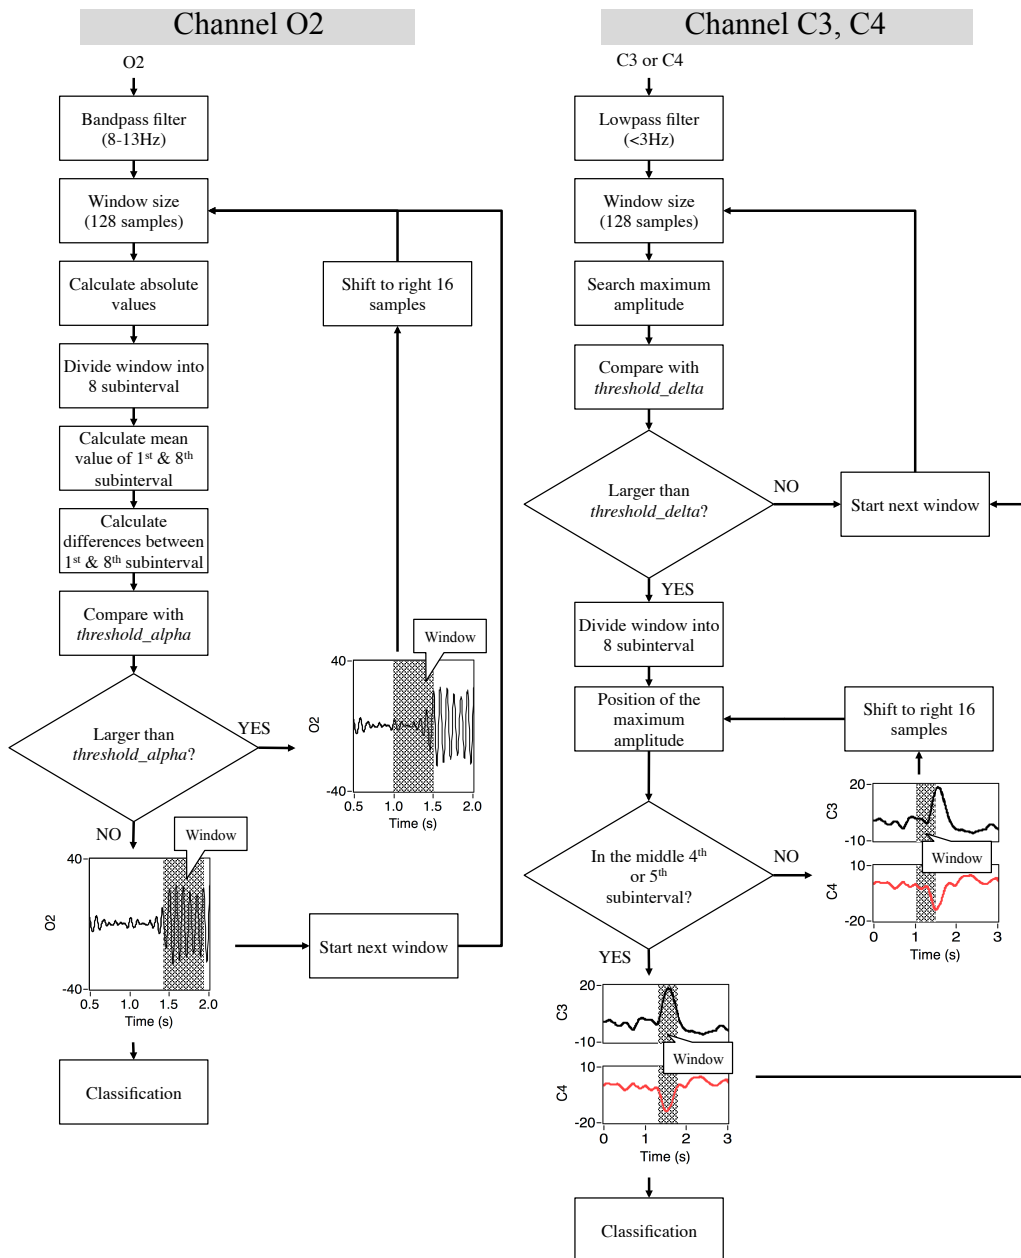 Channel O2
O2
Bandpass filter
(8-13Hz)
Window size
(128 samples)
Calculate absolute
values
Divide window into
8 subinterval
Calculate mean
value of 1st & 8th
subinterval
Calculate
differences between
1st & 8th subinterval
Compare with
threshold_alpha
Larger than
threshold_alpha?
YES
NO
Shift to right 16
samples
Window
40
-40
O2
0.5
1.0
1.5
2.0
Time (s)
Window
40
-40
O2
0.5
1.0
1.5
2.0
Time (s)
Start next window
Classification
Channel C3, C4
C3 or C4
Lowpass filter
(<3Hz)
Window size
(128 samples)
Search maximum
amplitude
Compare with
threshold_delta
Larger than
threshold_delta?
NO
Start next window
YES
Divide window into
8 subinterval
Position of the
maximum
amplitude
Shift to right 16
samples
In the middle 4th
or 5th
subinterval?
NO
20
-10
C3
Window
10
-20
C4
0
1
2
3
Time (s)
YES
20
-10
C3
Window
10
-20
C4
0
1
2
3
Time (s)
Classification